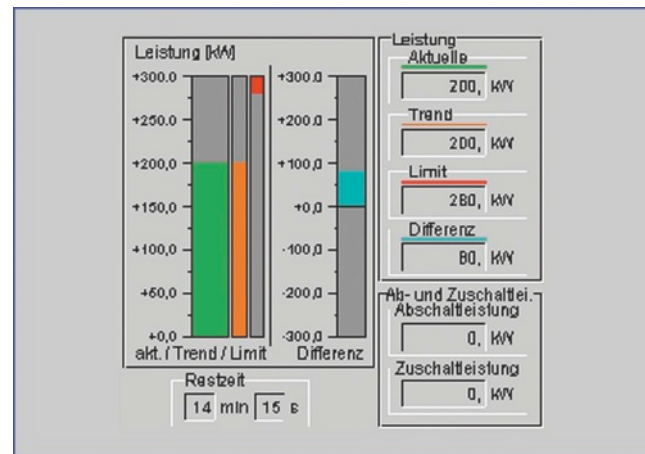 Leistung [kW]
+300.0
+250.0
+200,0
+150,0
+100,0
+50,0
+0,0
akt. / Trend / Limit
+300.0
+200.0
+100,0
+0,0
-100,0
-200,0
-300.0
Differenz
Restzeit
14 min 15 s
Leistung
Aktuelle
200, kW
Trend
200, kW
Limit
280, kW
Differenz
80, kW
Ab- und Zuschaltlei.
Abschaltleistung
0, kW
Zuschaltleistung
0, kW